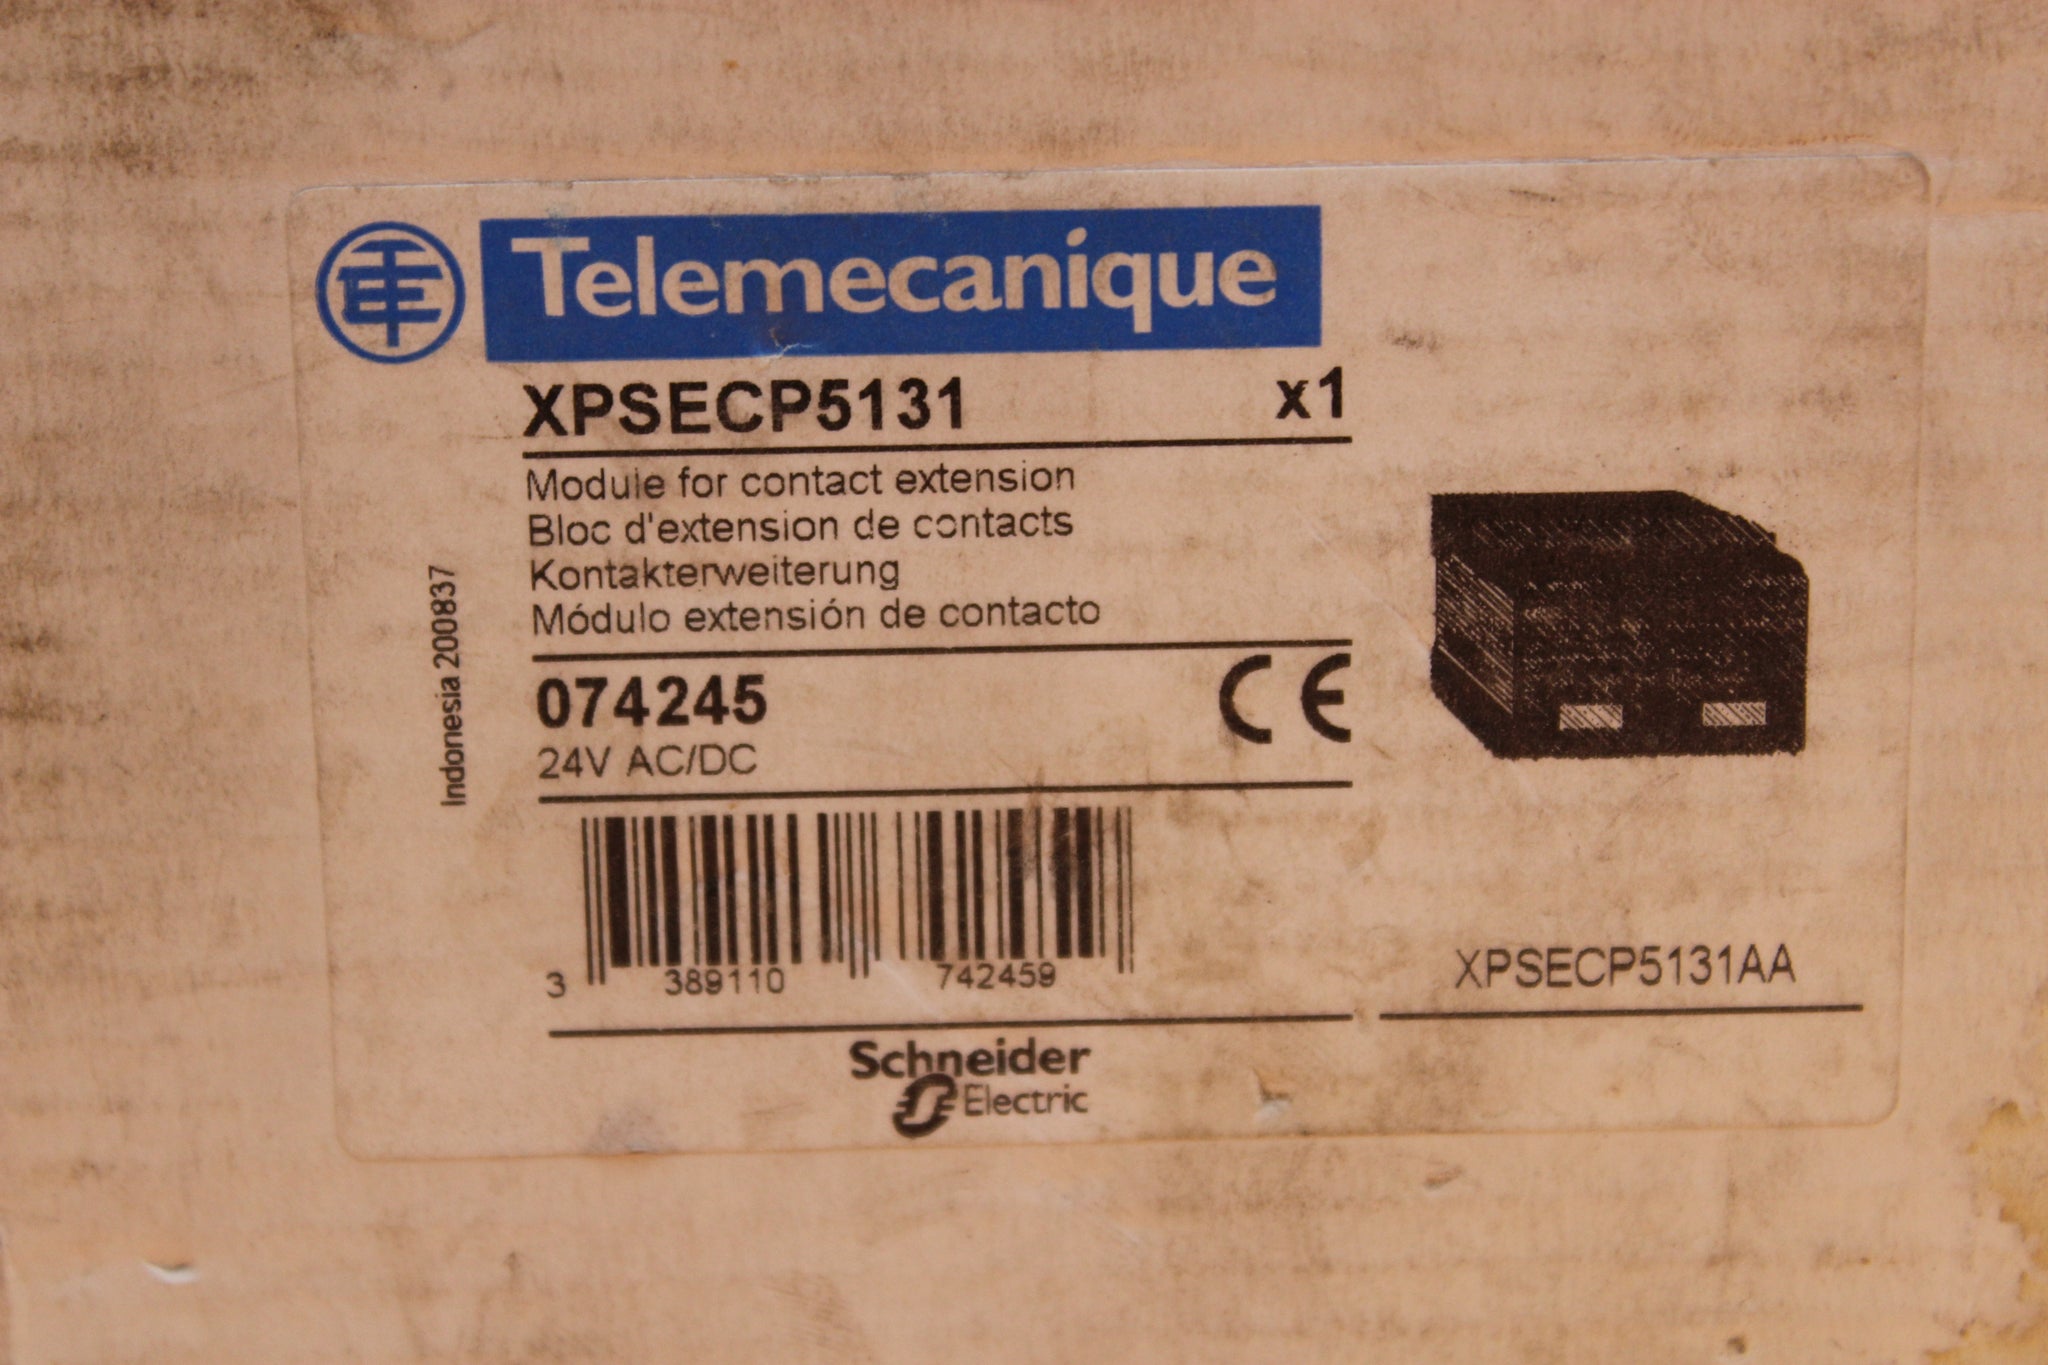 Telemecanique
XPSECP5131 x1
Module for contact extension
Bloc d'extension de contacts
Kontakterweiterung
Módulo extensión de contacto
Indonesia 200837
074245
24V AC/DC
CE
3 389110 742459
XPSECP5131AA
Schneider
Electric